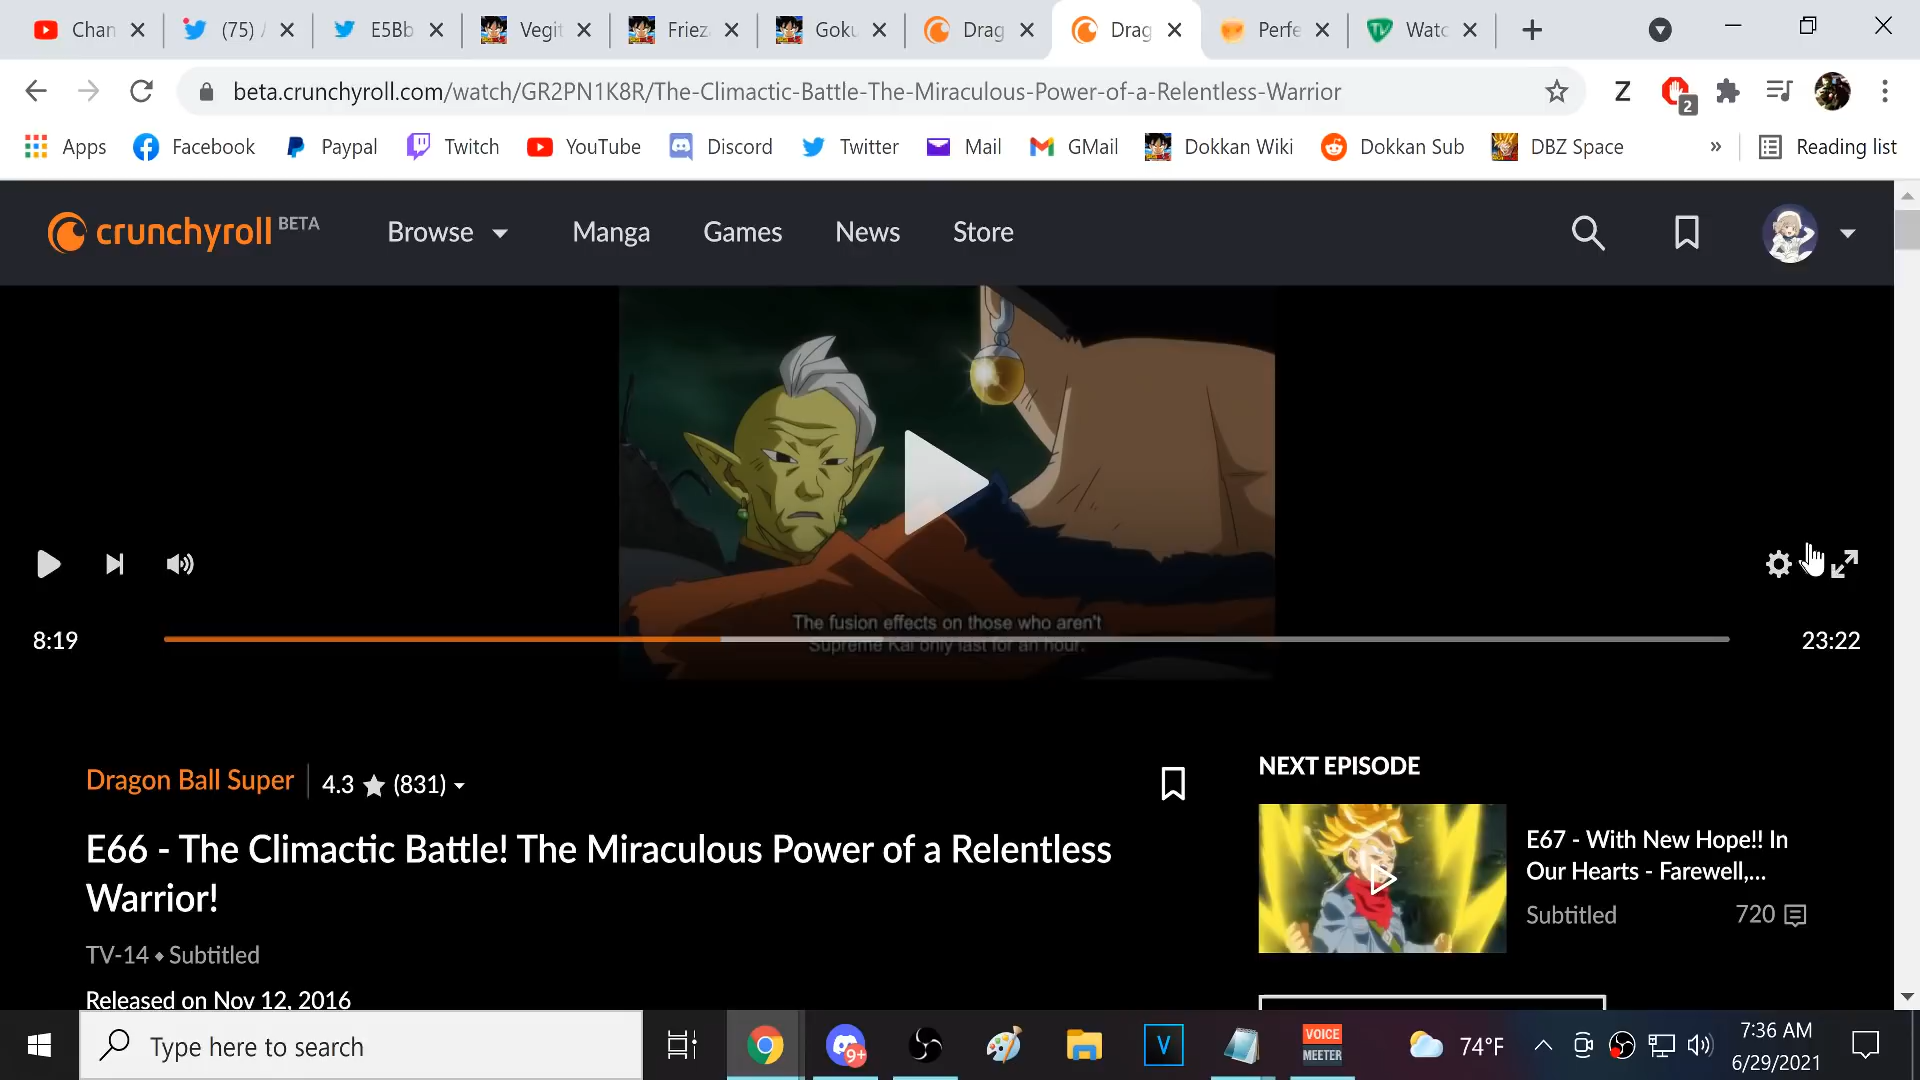 Chan
(75) /
E5Bb
Vegit
Friez
Goku
Drag
Drag
Perfe
Watc
beta.crunchyroll.com/watch/GR2PN1K8R/The-Climactic-Battle-The-Miraculous-Power-of-a-Relentless-Warrior
Z
2
Apps
Facebook
Paypal
Twitch
YouTube
Discord
Twitter
Mail
GMail
Dokkan Wiki
Dokkan Sub
DBZ Space
»
Reading list
crunchyroll BETA
Browse
Manga
Games
News
Store
The fusion effects on those who aren't
Supreme Kai only last for an hour.
8:19
23:22
Dragon Ball Super
4.3 ★ (831)
E66 - The Climactic Battle! The Miraculous Power of a Relentless
Warrior!
TV-14 ⬥ Subtitled
Released on Nov 12, 2016
NEXT EPISODE
E67 - With New Hope!! In
Our Hearts - Farewell,...
Subtitled
720
Type here to search
9+
V
VOICE
MEETER
74°F
7:36 AM
6/29/2021